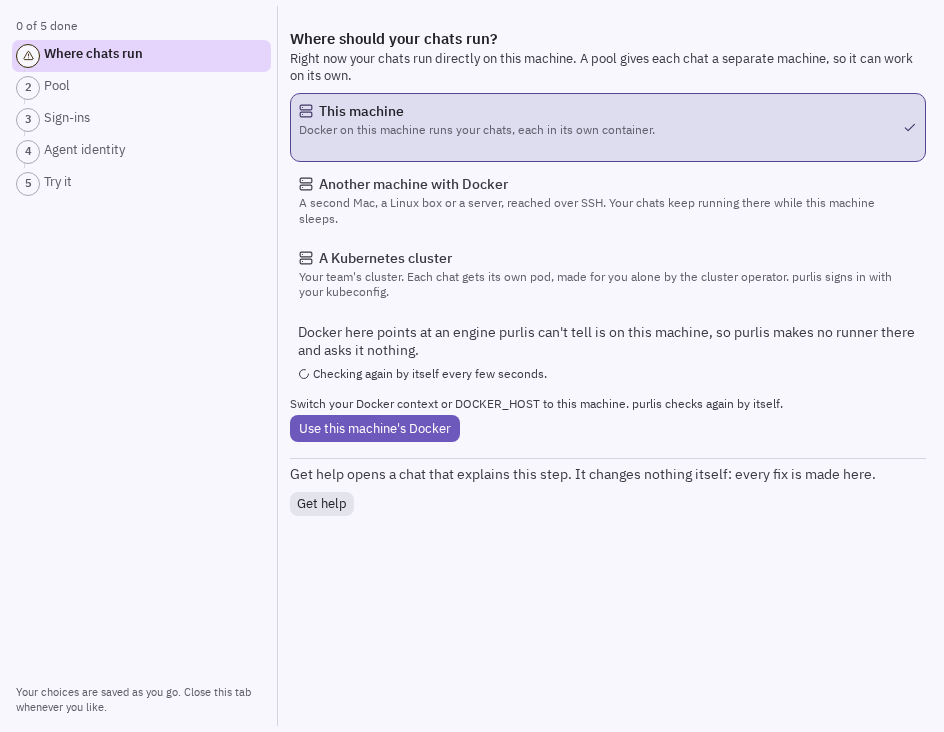 0 of 5 done
Where chats run
2 Pool
3 Sign-ins
4 Agent identity
5 Try it
Your choices are saved as you go. Close this tab
whenever you like.
Where should your chats run?
Right now your chats run directly on this machine. A pool gives each chat a separate machine, so it can work
on its own.
This machine
Docker on this machine runs your chats, each in its own container.
Another machine with Docker
A second Mac, a Linux box or a server, reached over SSH. Your chats keep running there while this machine
sleeps.
A Kubernetes cluster
Your team's cluster. Each chat gets its own pod, made for you alone by the cluster operator. purlis signs in with
your kubeconfig.
Docker here points at an engine purlis can't tell is on this machine, so purlis makes no runner there
and asks it nothing.
Checking again by itself every few seconds.
Switch your Docker context or DOCKER_HOST to this machine. purlis checks again by itself.
Use this machine's Docker
Get help opens a chat that explains this step. It changes nothing itself: every fix is made here.
Get help